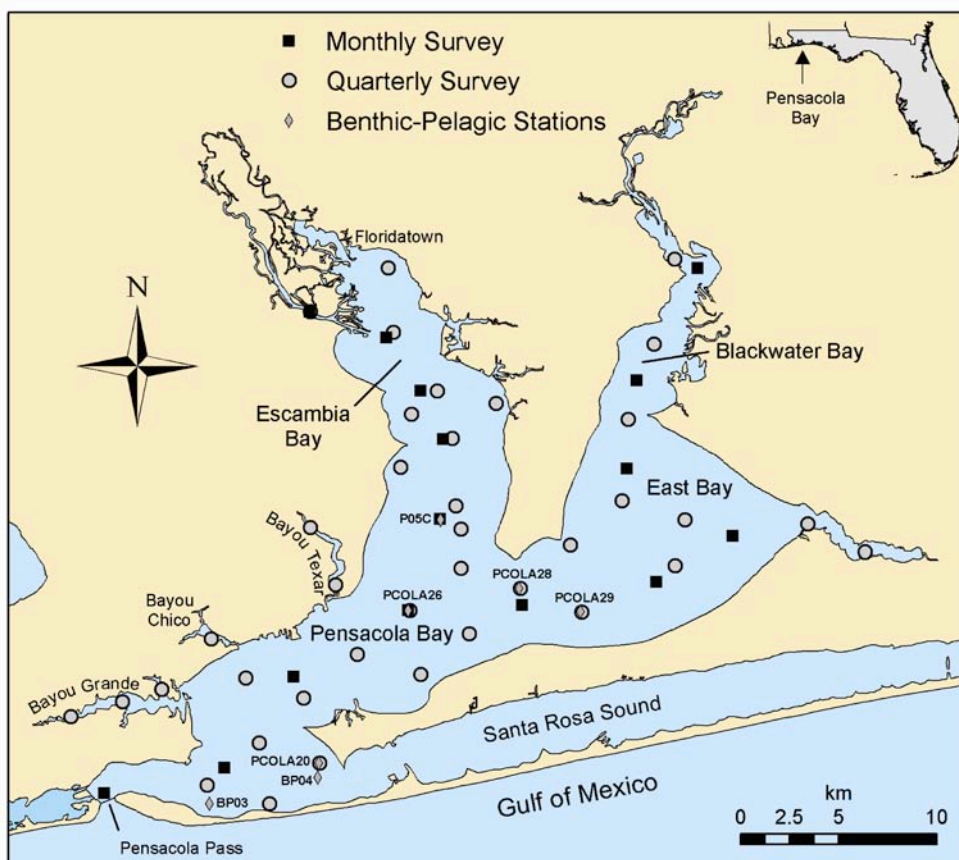 Monthly Survey
Quarterly Survey
Benthic-Pelagic Stations
Pensacola
Bay
Floridatown
N
Blackwater Bay
Escambia
Bay
East Bay
P05C
Bayou Texar
PCOLA28
PCOLA26
PCOLA29
Bayou
Chico
Pensacola Bay
Bayou Grande
Santa Rosa Sound
PCOLA20
BP04
BP03
Gulf of Mexico
km
0 2.5 5 10
Pensacola Pass